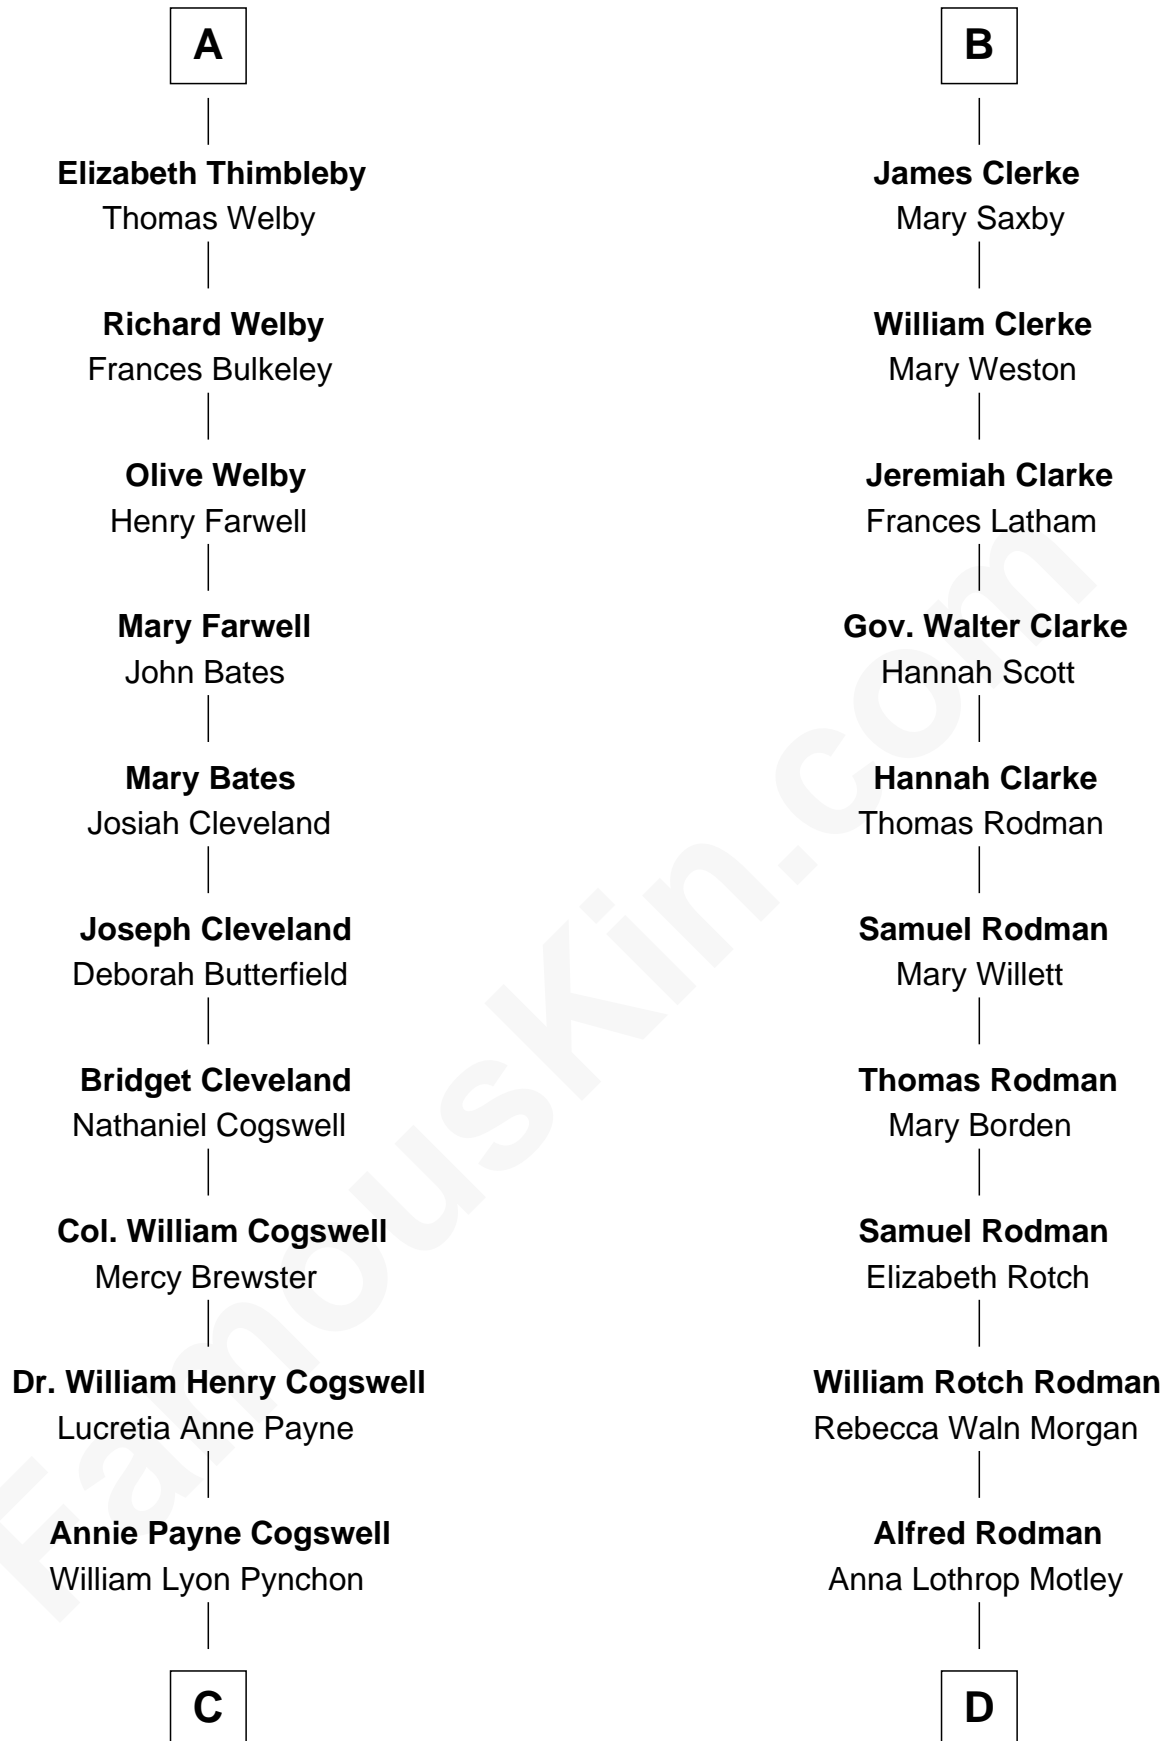 A
Elizabeth Thimbleby
Thomas Welby
Richard Welby
Frances Bulkeley
Olive Welby
Henry Farwell
Mary Farwell
John Bates
Mary Bates
Josiah Cleveland
Joseph Cleveland
Deborah Butterfield
Bridget Cleveland
Nathaniel Cogswell
Col. William Cogswell
Mercy Brewster
Dr. William Henry Cogswell
Lucretia Anne Payne
Annie Payne Cogswell
William Lyon Pynchon
C
B
James Clerke
Mary Saxby
William Clerke
Mary Weston
Jeremiah Clarke
Frances Latham
Gov. Walter Clarke
Hannah Scott
Hannah Clarke
Thomas Rodman
Samuel Rodman
Mary Willett
Thomas Rodman
Mary Borden
Samuel Rodman
Elizabeth Rotch
William Rotch Rodman
Rebecca Waln Morgan
Alfred Rodman
Anna Lothrop Motley
D
FamousKin.com